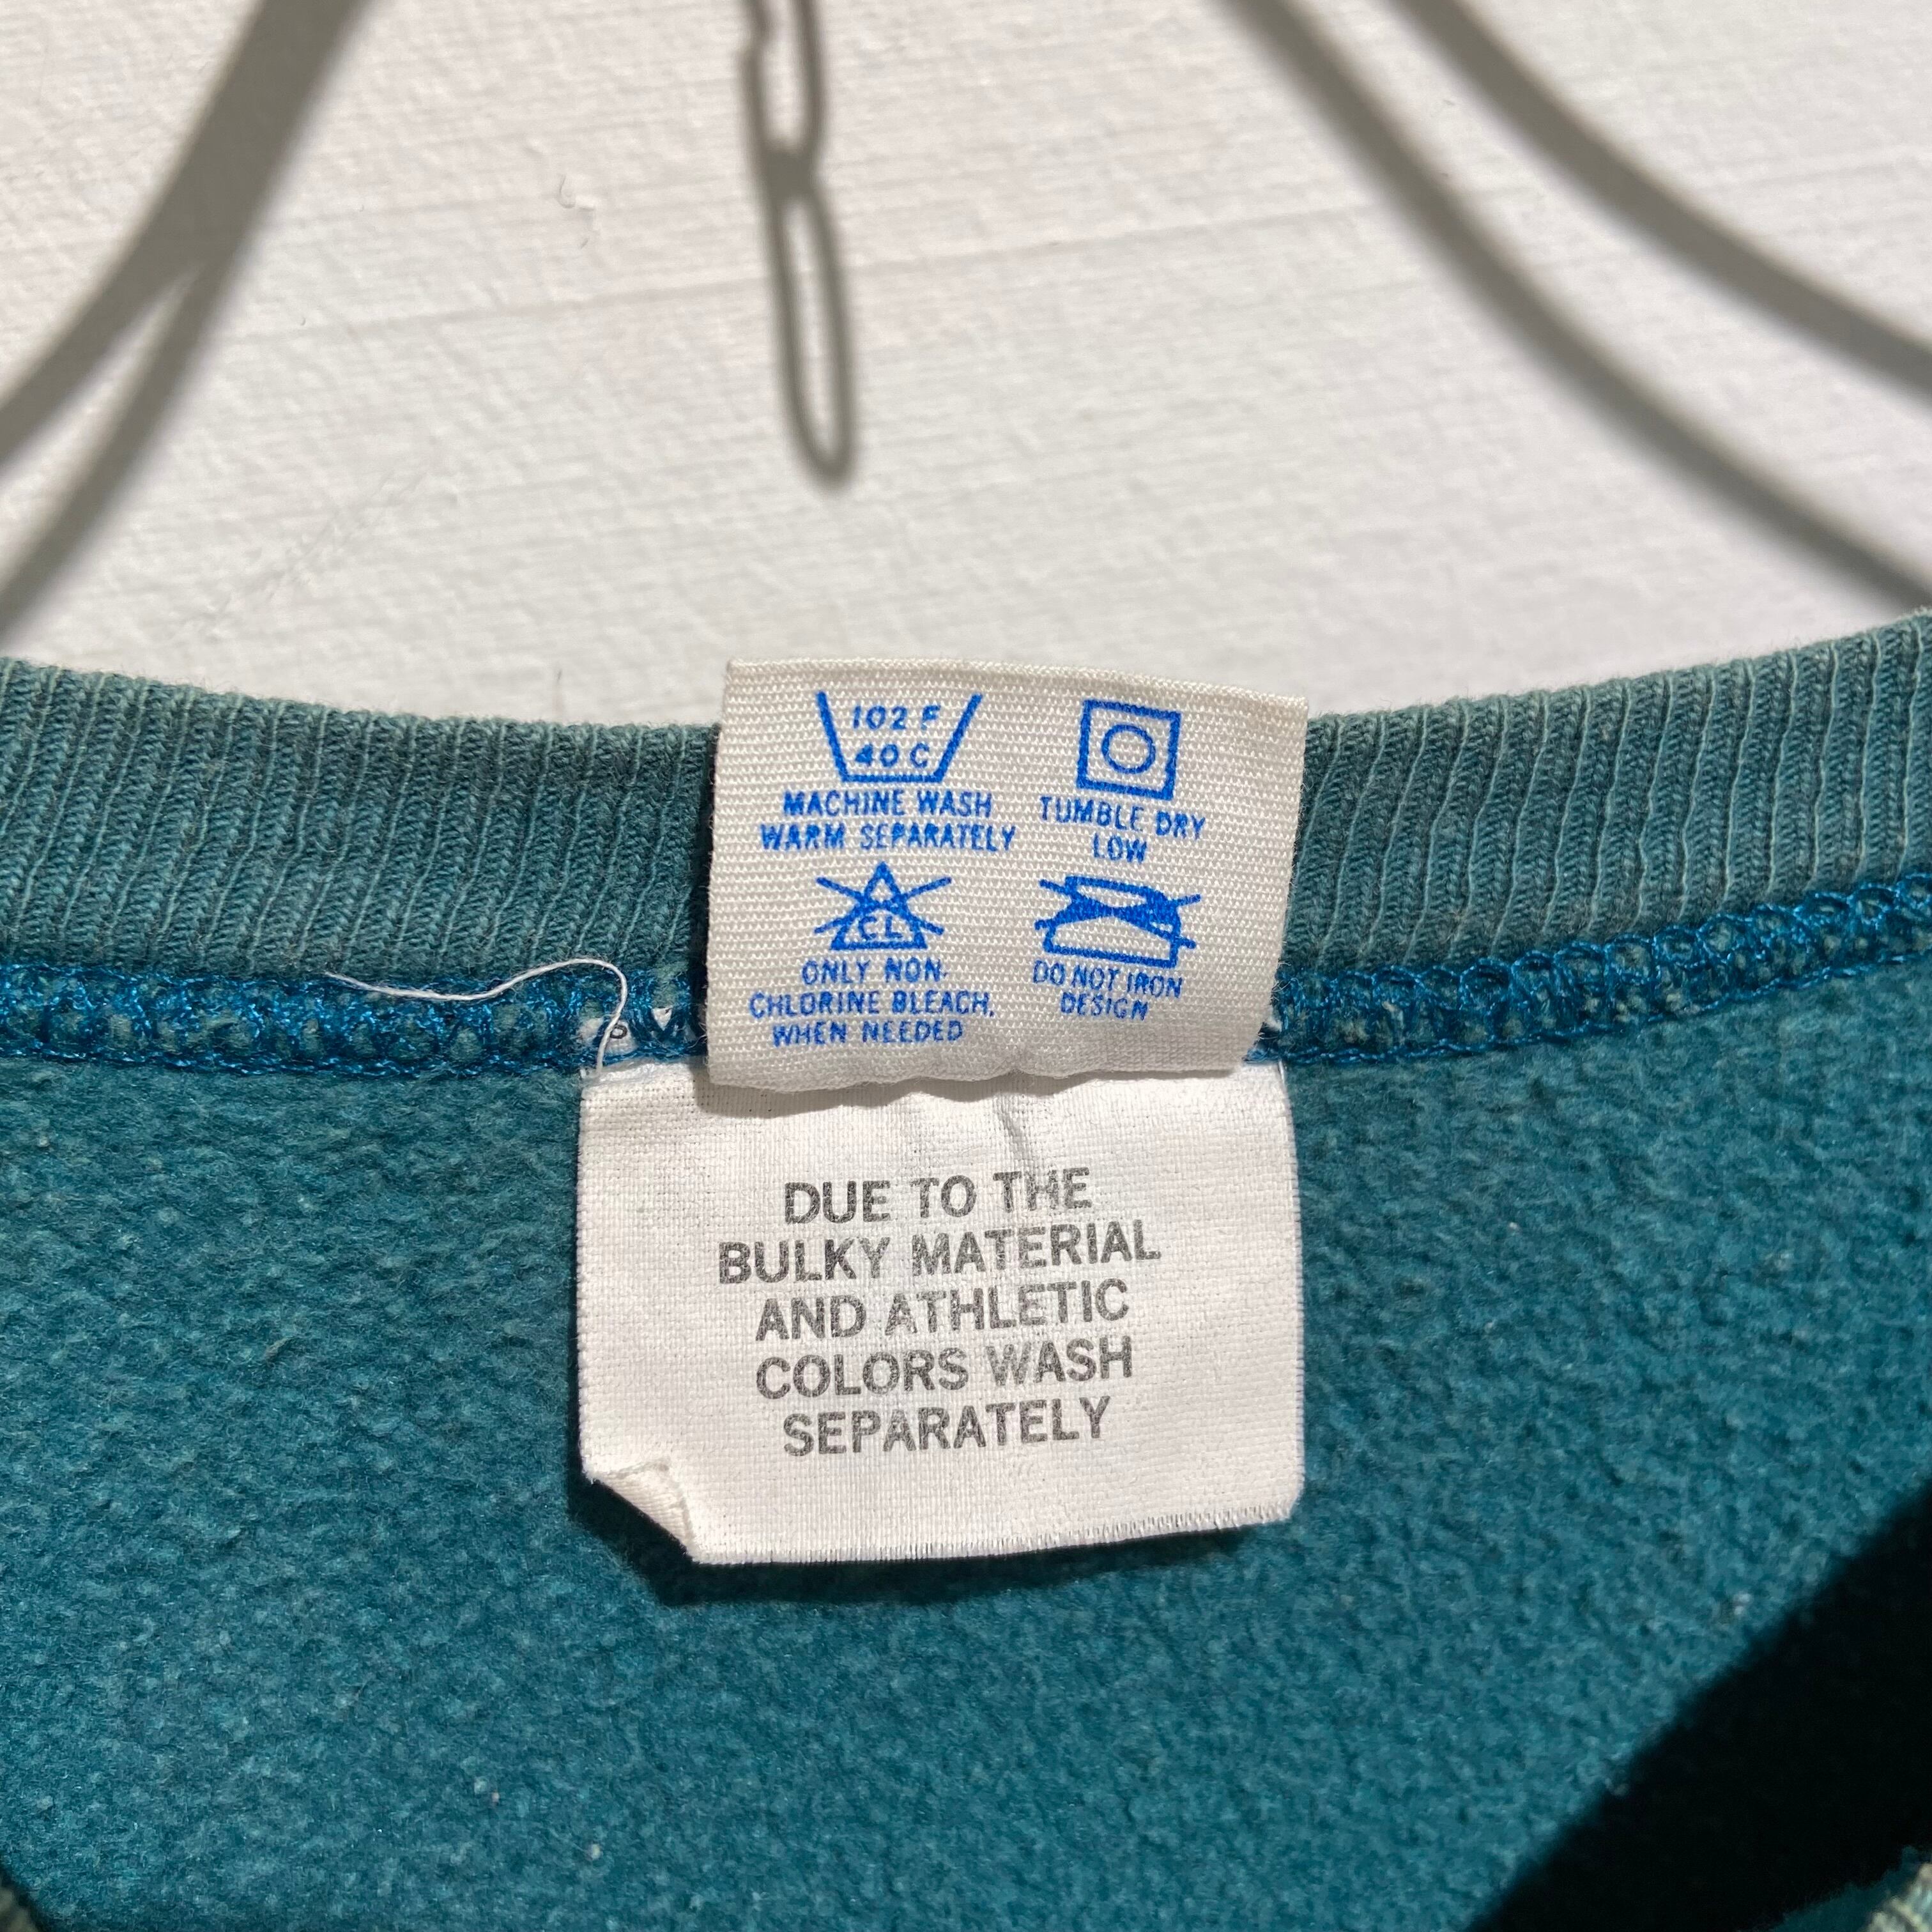 102 F
40 C
MACHINE WASH
WARM SEPARATELY
TUMBLE DRY
LOW
CL
ONLY NON-
CHLORINE BLEACH,
WHEN NEEDED
DO NOT IRON
DESIGN
DUE TO THE
BULKY MATERIAL
AND ATHLETIC
COLORS WASH
SEPARATELY